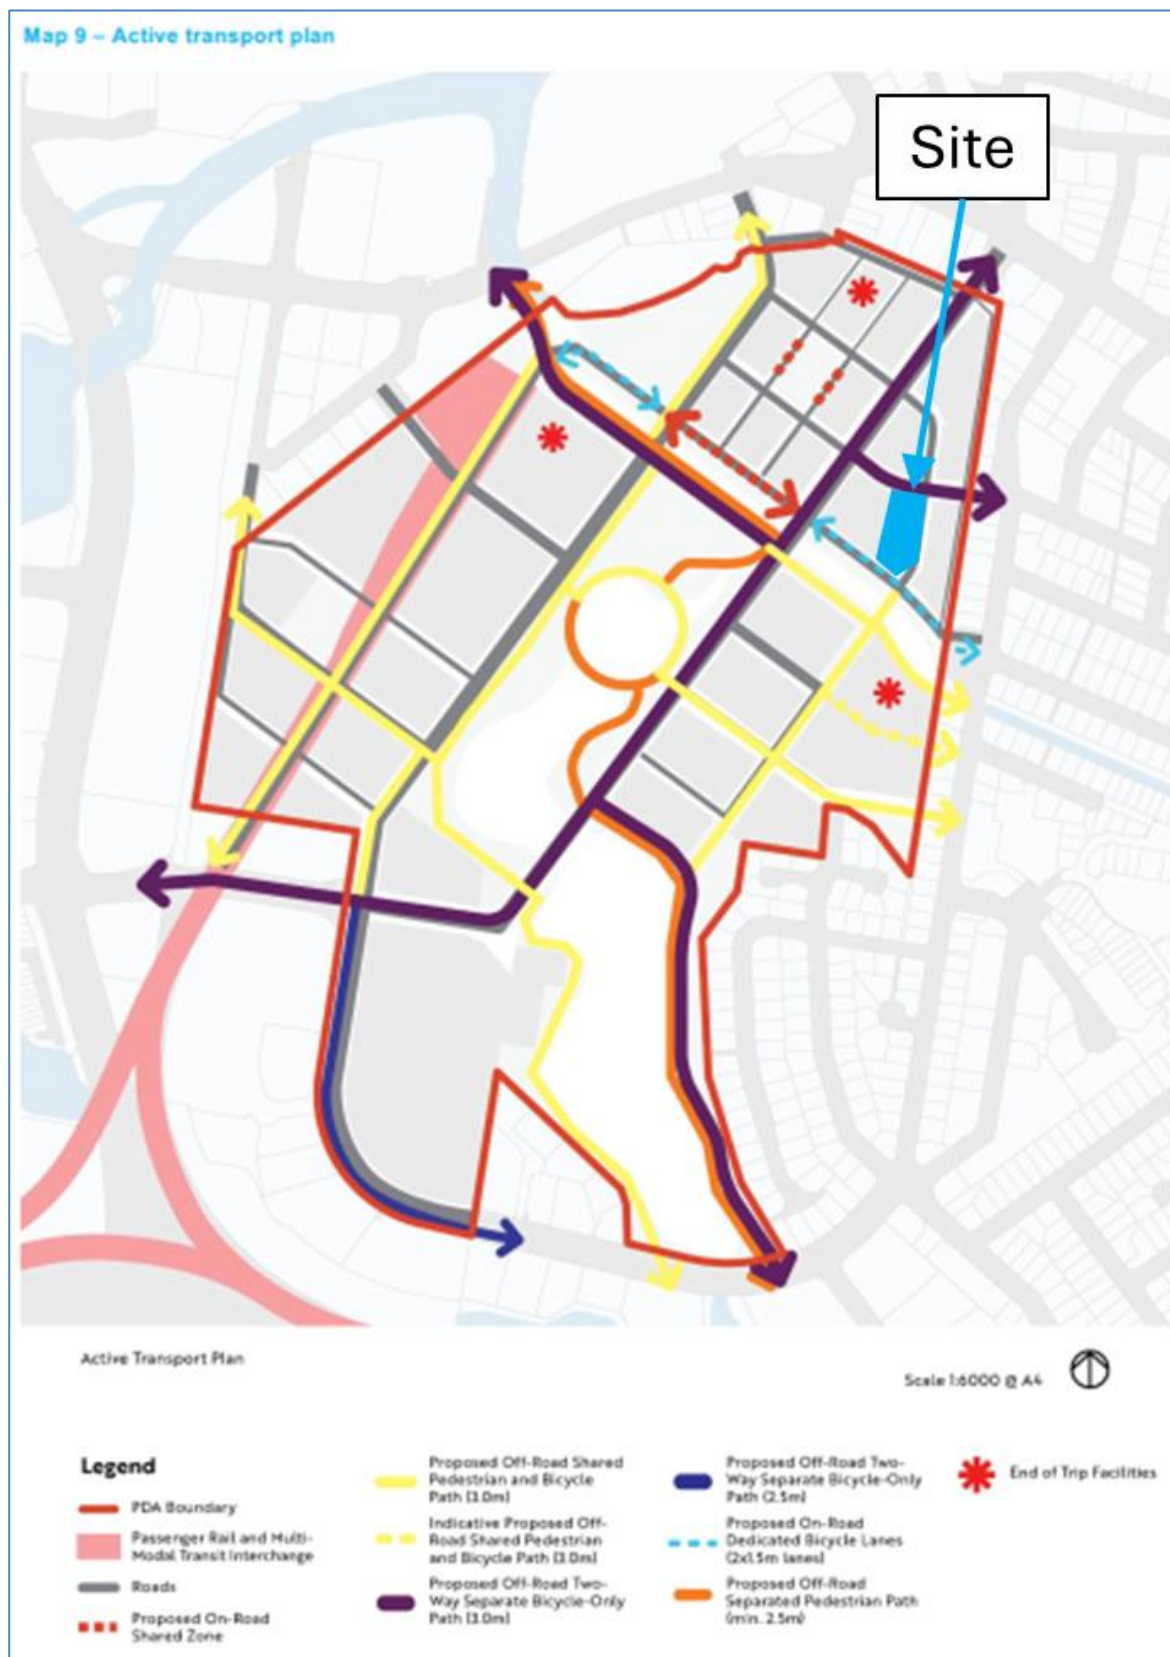 Map 9 – Active transport plan
Site
Active Transport Plan
Scale 1:6000 @ A4
Legend
PDA Boundary
Passenger Rail and Multi-
Modal Transit Interchange
Roads
Proposed On-Road
Shared Zone
Proposed Off-Road Shared
Pedestrian and Bicycle
Path (3.0m)
Indicative Proposed Off-
Road Shared Pedestrian
and Bicycle Path (3.0m)
Proposed Off-Road Two-
Way Separate Bicycle-Only
Path (3.0m)
Proposed Off-Road Two-
Way Separate Bicycle-Only
Path (2.5m)
Proposed On-Road
Dedicated Bicycle Lanes
(2x1.5m lanes)
Proposed Off-Road
Separated Pedestrian Path
(min. 2.5m)
End of Trip Facilities